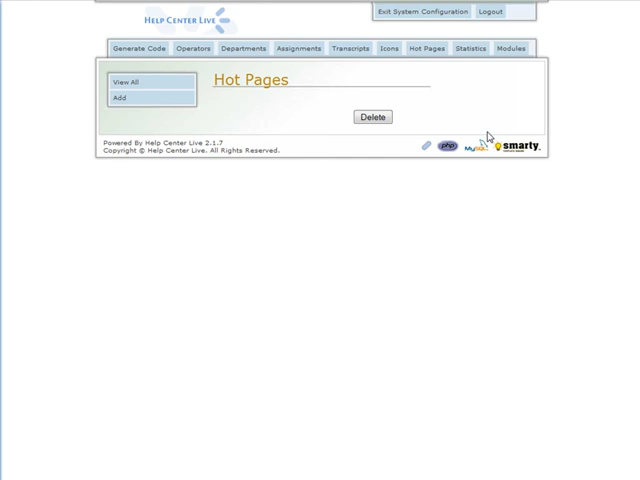 HELP CENTER LIVE
Exit System Configuration Logout
Generate Code Operators Departments Assignments Transcripts Icons Hot Pages Statistics Modules
View All
Add
Hot Pages
Delete
Powered By Help Center Live 2.1.7
Copyright © Help Center Live. All Rights Reserved.
php MySQL smarty